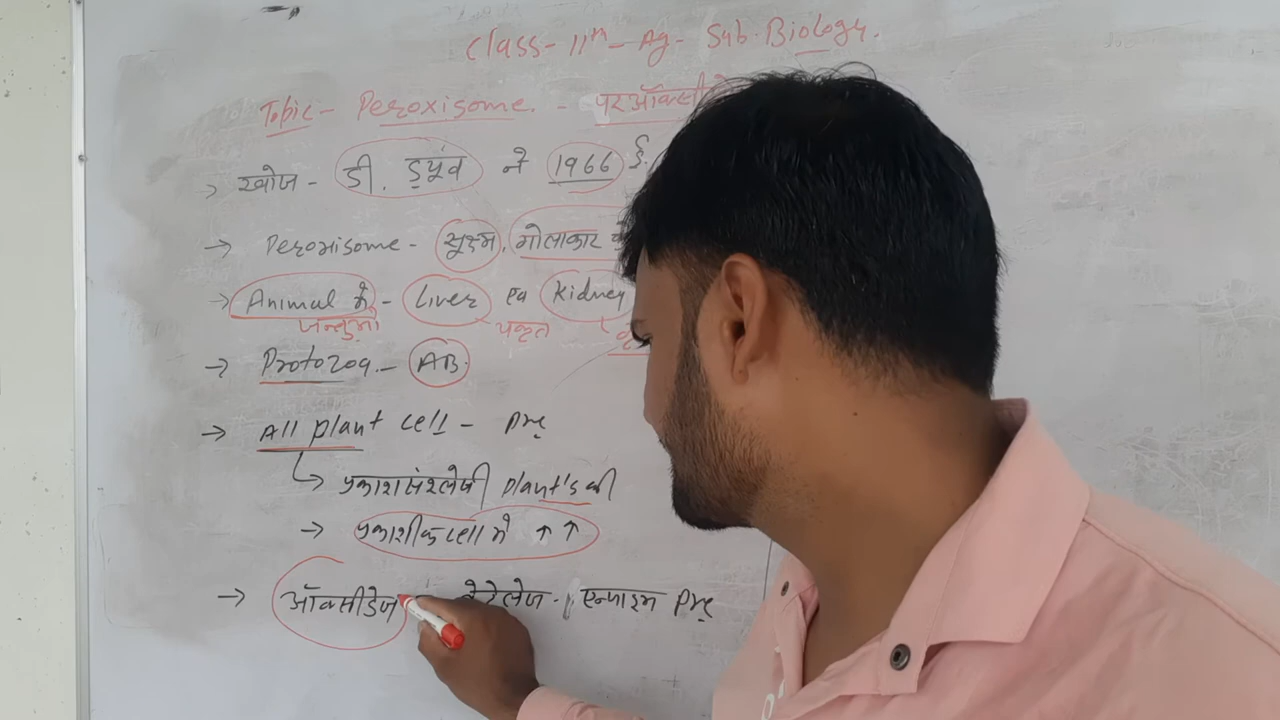 Class- 11th - Ag- Sub. Biology.
Topic- Peroxisome. - परऑक्सी
→ खोज - डी. ड्यूव ने 1966 ई.
→ Peroxisome - सूक्ष्म, गोलाकार
→ Animal में - Liver एवं Kidney
जन्तुओं यकृत
→ Protozoa. - AB.
→ All plant cell - Pre
↳ प्रकाशसंश्लेषी plant's की
→ प्रकाशीक cell में ↑ ↑
→ ऑक्सीडेज केटेलेज - एन्जाइम Pre